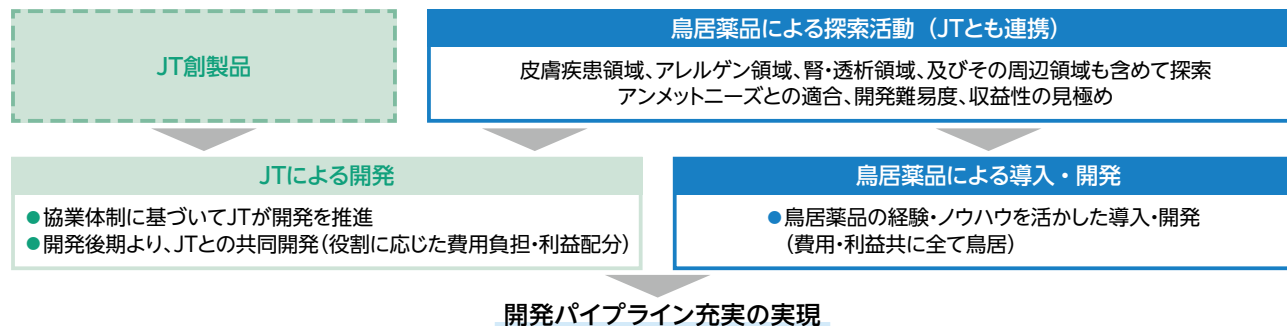 JT創製品
鳥居薬品による探索活動（JTとも連携）
皮膚疾患領域、アレルゲン領域、腎・透析領域、及びその周辺領域も含めて探索
アンメットニーズとの適合、開発難易度、収益性の見極め
JTによる開発
●協業体制に基づいてJTが開発を推進
●開発後期より、JTとの共同開発（役割に応じた費用負担・利益配分）
鳥居薬品による導入・開発
●鳥居薬品の経験・ノウハウを活かした導入・開発
（費用・利益共に全て鳥居）
開発パイプライン充実の実現